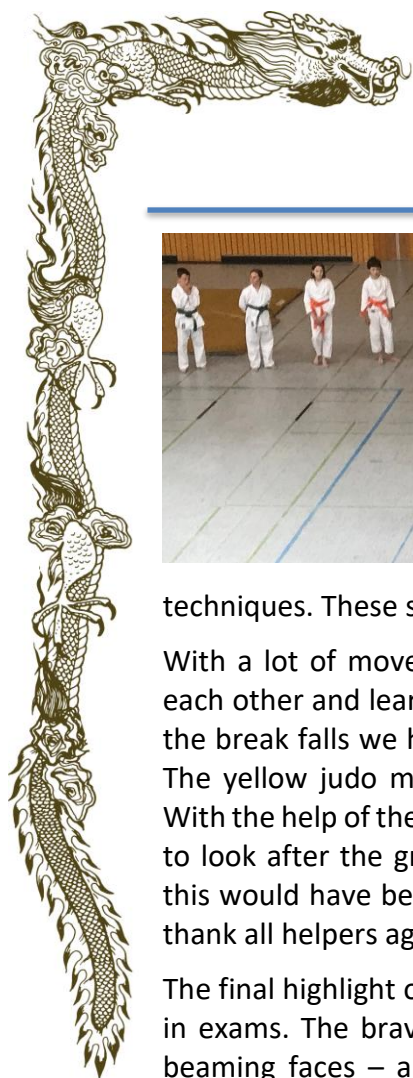 techniques. These s
With a lot of move
each other and lear
the break falls we h
The yellow judo m
With the help of the
to look after the gr
this would have be
thank all helpers ag
The final highlight o
in exams. The brav
beaming faces – a